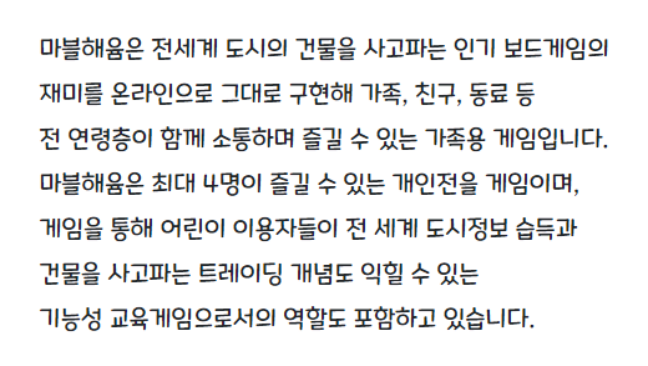 마블해윰은 전세계 도시의 건물을 사고파는 인기 보드게임의
재미를 온라인으로 그대로 구현해 가족, 친구, 동료 등
전 연령층이 함께 소통하며 즐길 수 있는 가족용 게임입니다.
마블해윰은 최대 4명이 즐길 수 있는 개인전을 게임이며,
게임을 통해 어린이 이용자들이 전 세계 도시정보 습득과
건물을 사고파는 트레이딩 개념도 익힐 수 있는
기능성 교육게임으로서의 역할도 포함하고 있습니다.